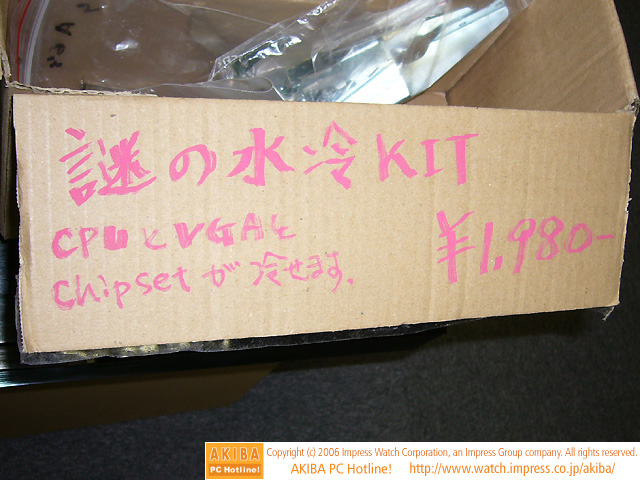 謎の水冷KIT
CPUとVGAと
Chipsetが冷せます.
¥1,980-
AKIBA
PC Hotline!
Copyright (c) 2006 Impress Watch Corporation, an Impress Group company. All rights reserved.
AKIBA PC Hotline! http://www.watch.impress.co.jp/akiba/